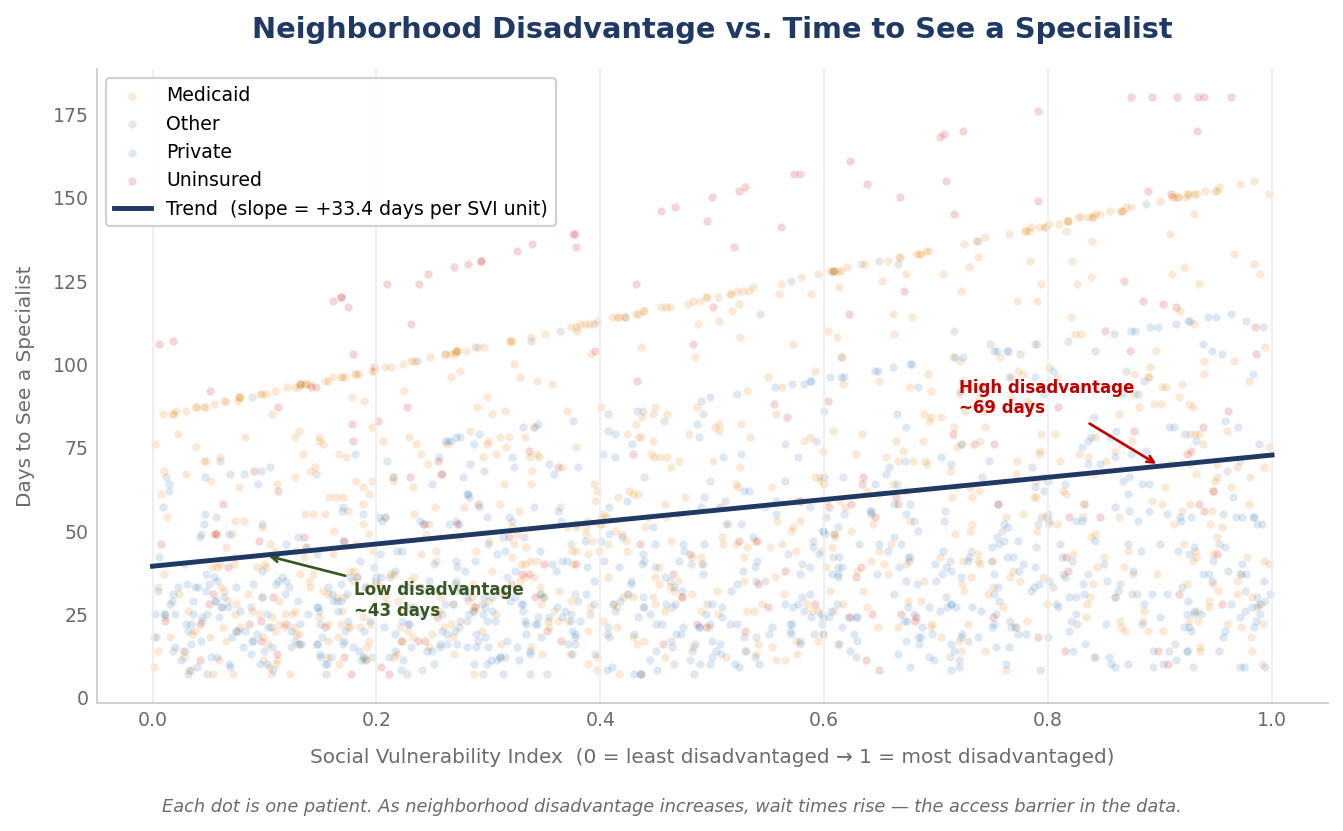 Neighborhood Disadvantage vs. Time to See a Specialist
Medicaid
Other
Private
Uninsured
Trend  (slope = +33.4 days per SVI unit)
Days to See a Specialist
175
150
125
100
75
50
25
0
High disadvantage
~69 days
Low disadvantage
~43 days
0.0
0.2
0.4
0.6
0.8
1.0
Social Vulnerability Index  (0 = least disadvantaged → 1 = most disadvantaged)
Each dot is one patient. As neighborhood disadvantage increases, wait times rise — the access barrier in the data.